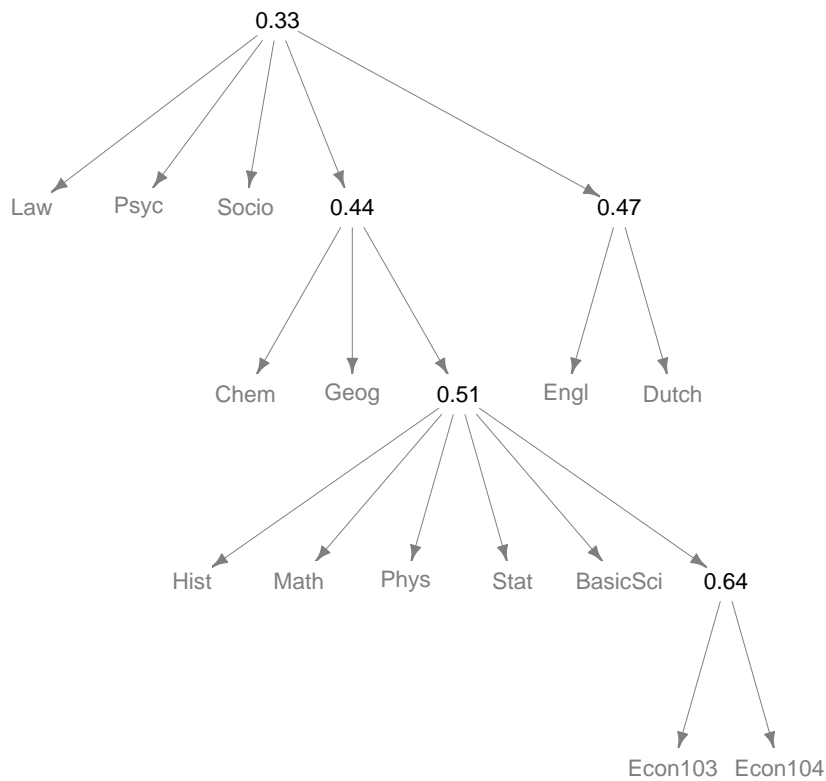 0.33
Law Psyc Socio 0.44 0.47
Chem Geog 0.51 Engl Dutch
Hist Math Phys Stat BasicSci 0.64
Econ103 Econ104